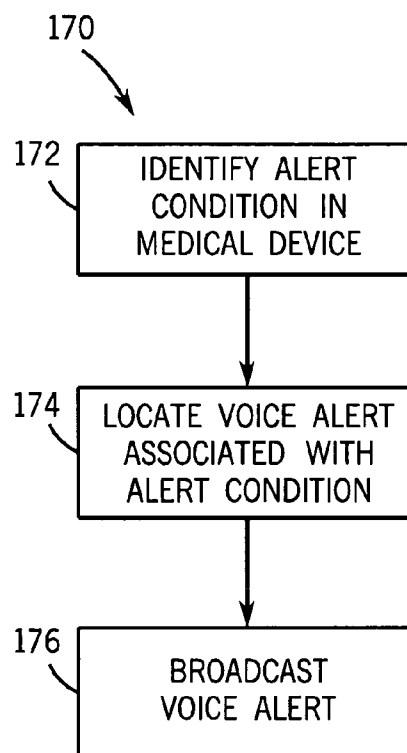 170
172
IDENTIFY ALERT
CONDITION IN
MEDICAL DEVICE
174
LOCATE VOICE ALERT
ASSOCIATED WITH
ALERT CONDITION
176
BROADCAST
VOICE ALERT